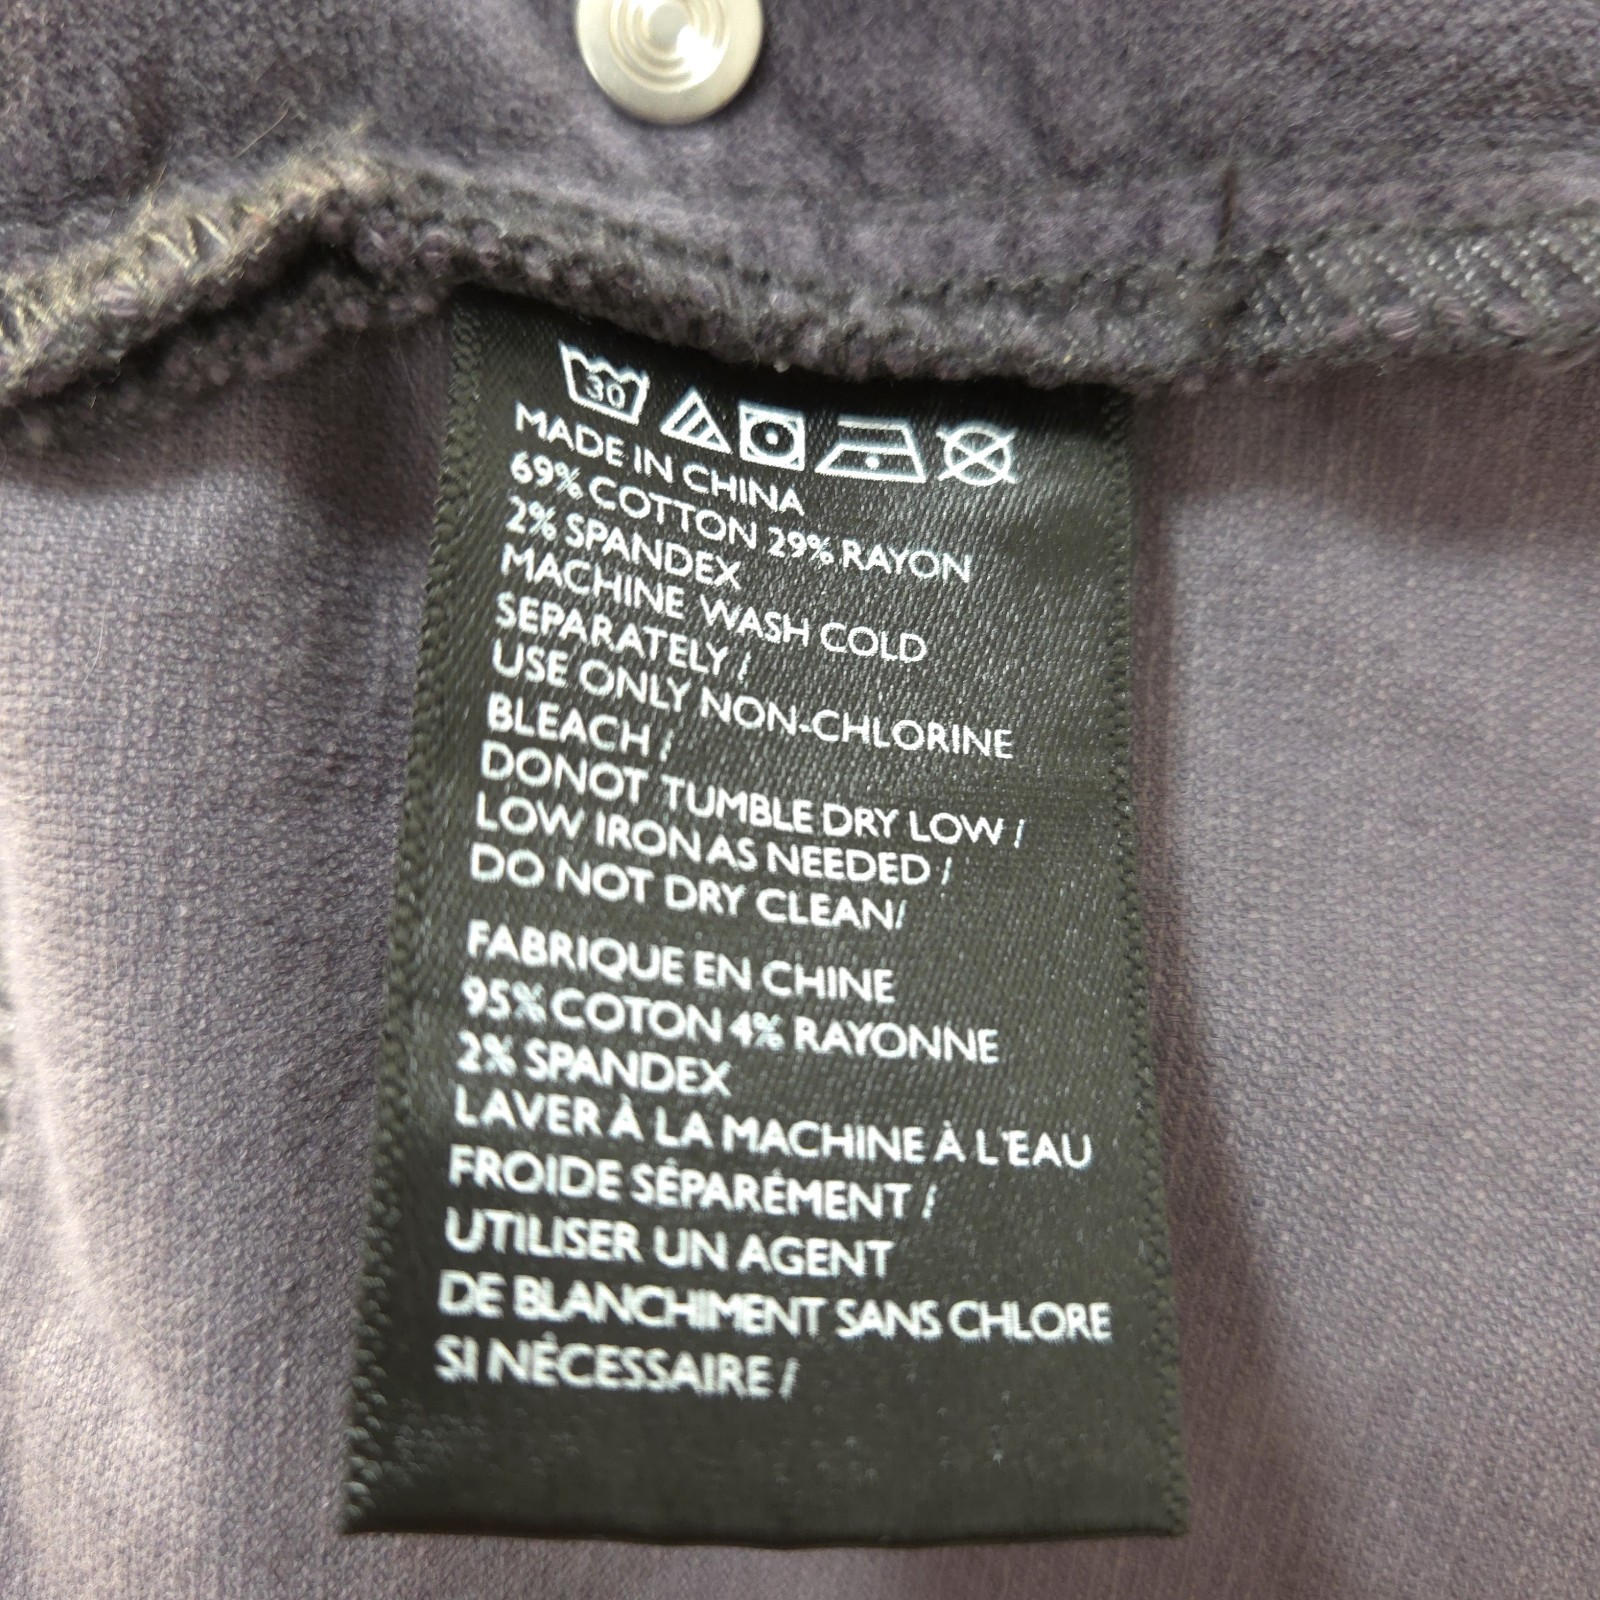 30
MADE IN CHINA
69% COTTON 29% RAYON
2% SPANDEX
MACHINE WASH COLD
SEPARATELY /
USE ONLY NON-CHLORINE
BLEACH /
DONOT TUMBLE DRY LOW /
LOW IRON AS NEEDED /
DO NOT DRY CLEAN/
FABRIQUE EN CHINE
95% COTON 4% RAYONNE
2% SPANDEX
LAVER À LA MACHINE À L'EAU
FROIDE SÉPARÉMENT /
UTILISER UN AGENT
DE BLANCHIMENT SANS CHLORE
SI NÉCESSAIRE /